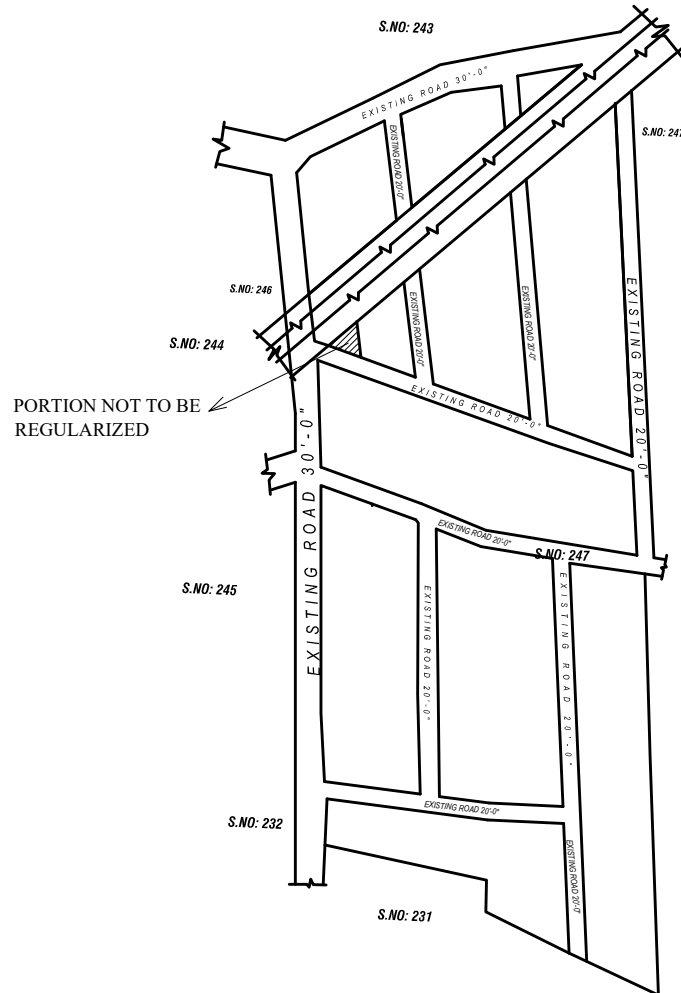 S.NO: 243
EXISTING ROAD 30'-0"
S.NO: 247
EXISTING ROAD 20'-0"
S.NO: 246
EXISTING ROAD 20'-0"
EXISTING ROAD 20'-0"
EXISTING ROAD 20'-0"
S.NO: 244
PORTION NOT TO BE
REGULARIZED
EXISTING ROAD 20'-0"
EXISTING ROAD 30'-0"
EXISTING ROAD 20'-0"
S.NO: 247
S.NO: 245
EXISTING ROAD 20'-0"
EXISTING ROAD 20'-0"
EXISTING ROAD 20'-0"
S.NO: 232
EXISTING ROAD 20'-0"
S.NO: 231